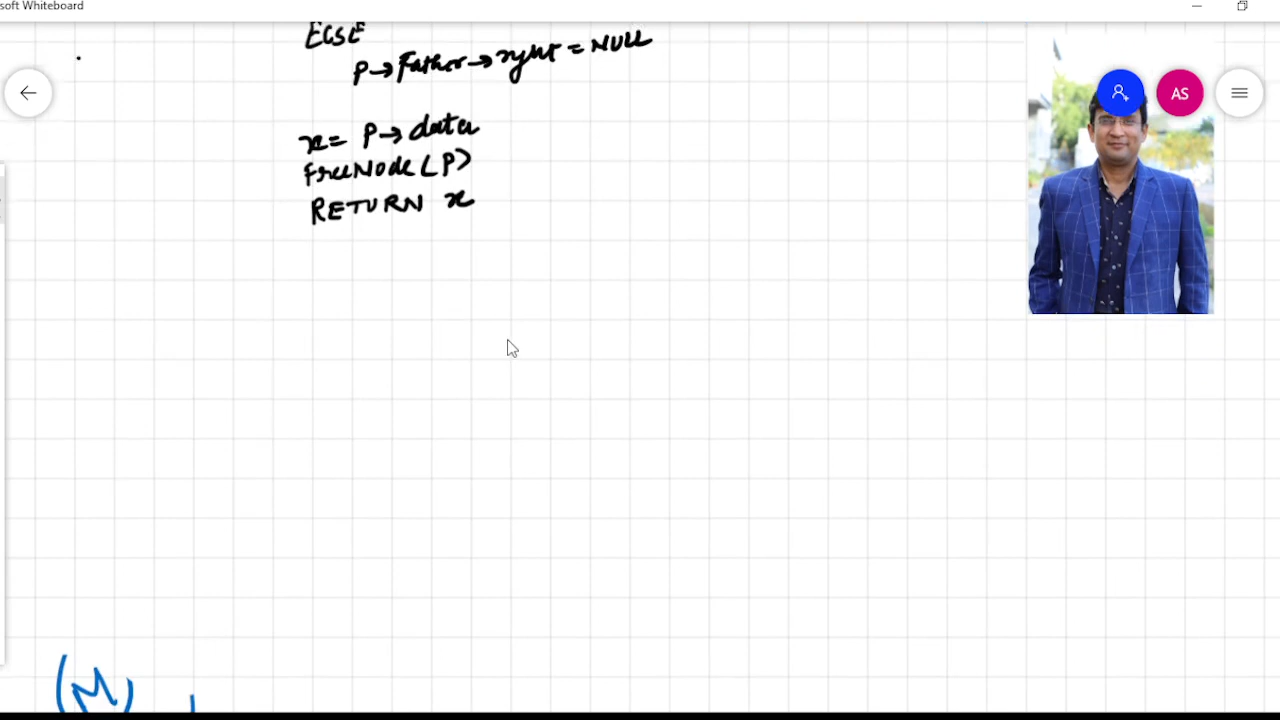 soft Whiteboard
ELSE
P→Father→right = NULL
AS
x = P→data
FreeNode(P)
RETURN x
(M)